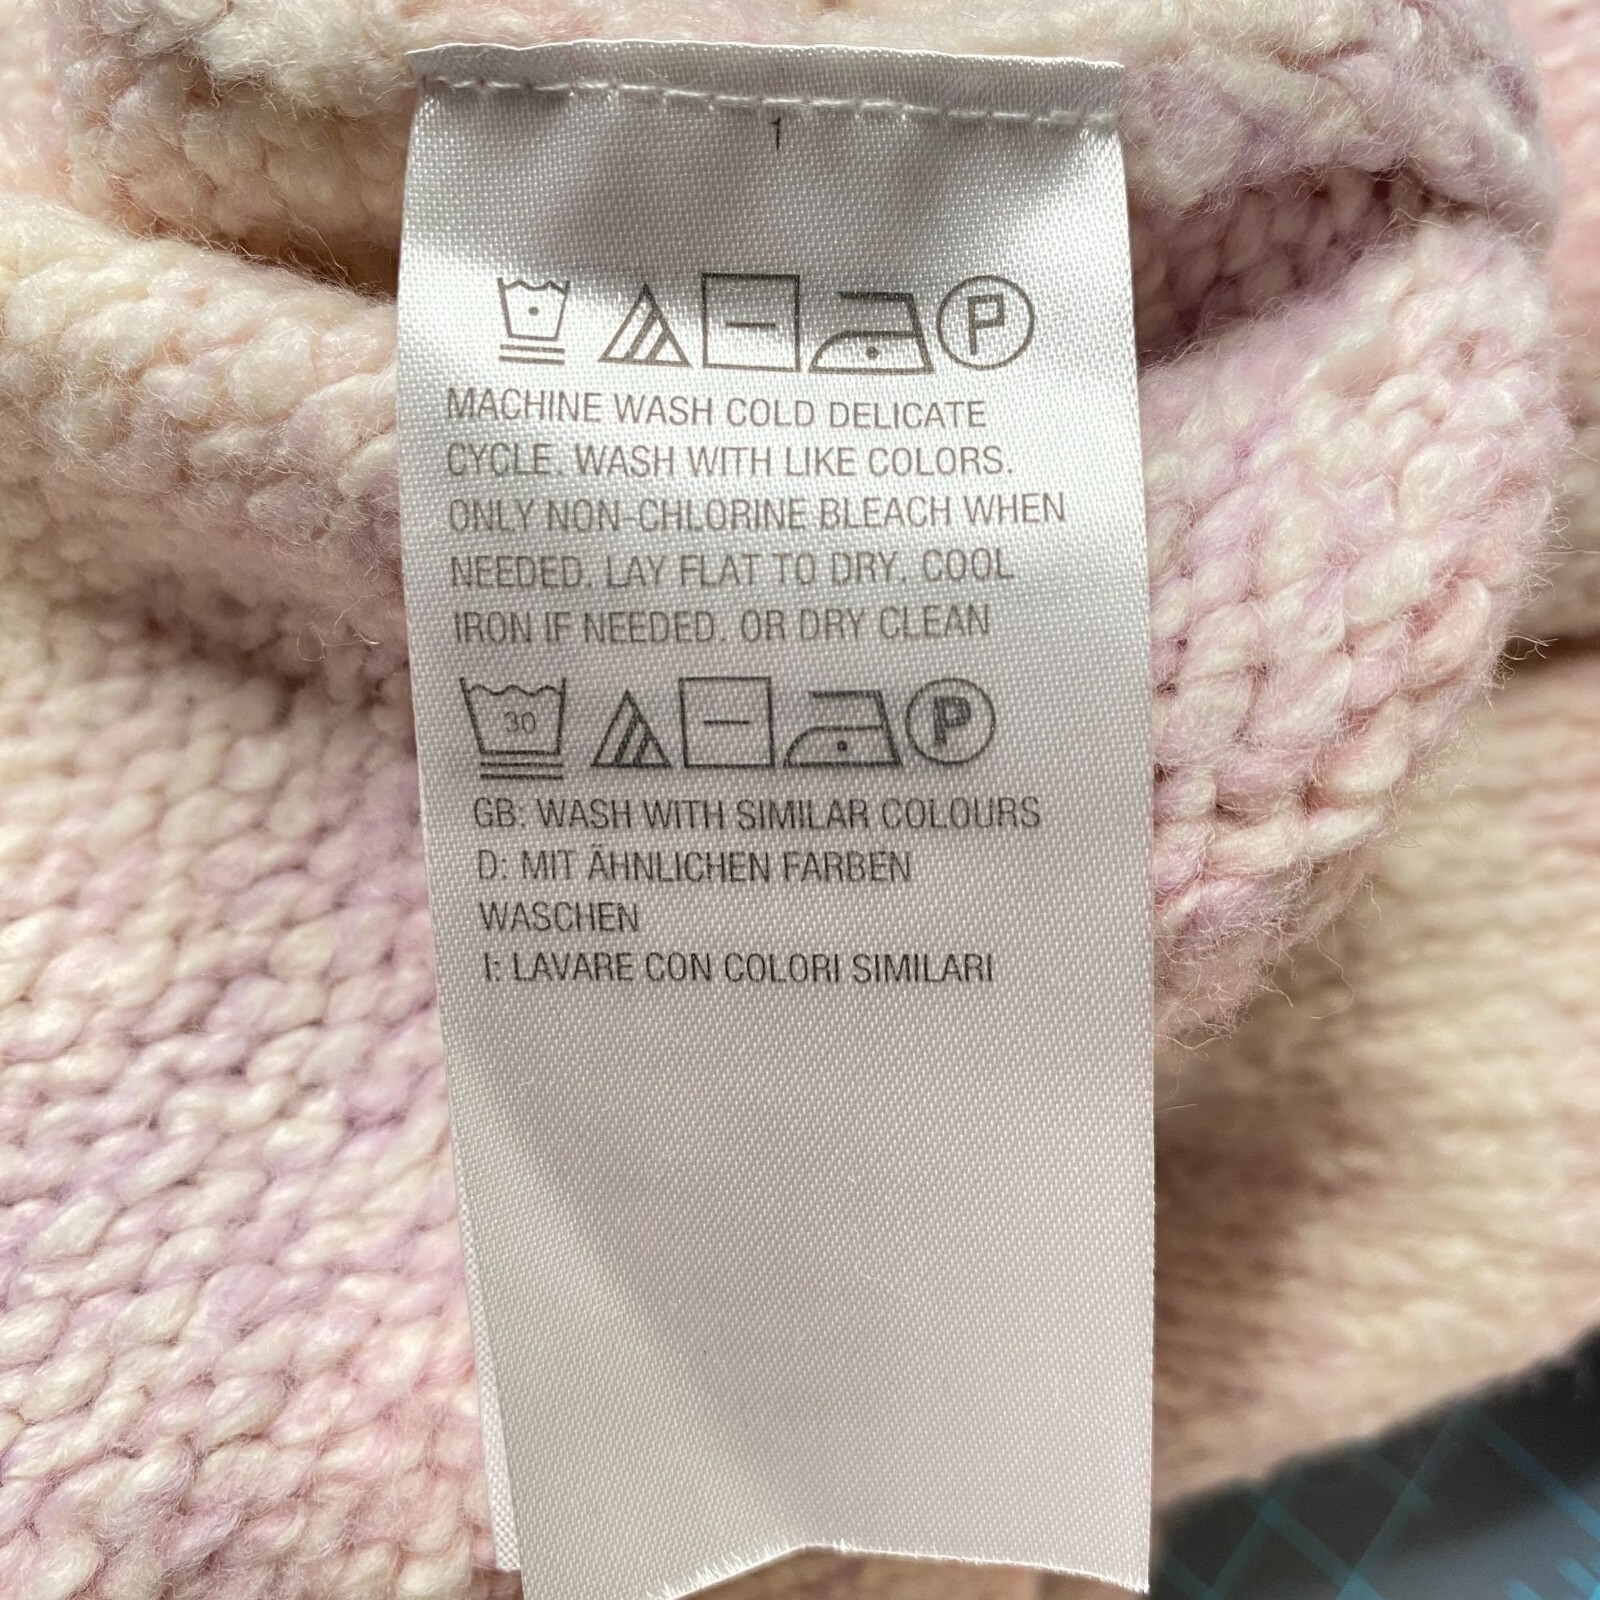 1
MACHINE WASH COLD DELICATE
CYCLE. WASH WITH LIKE COLORS.
ONLY NON-CHLORINE BLEACH WHEN
NEEDED. LAY FLAT TO DRY. COOL
IRON IF NEEDED. OR DRY CLEAN
30
GB: WASH WITH SIMILAR COLOURS
D: MIT ÄHNLICHEN FARBEN
WASCHEN
I: LAVARE CON COLORI SIMILARI